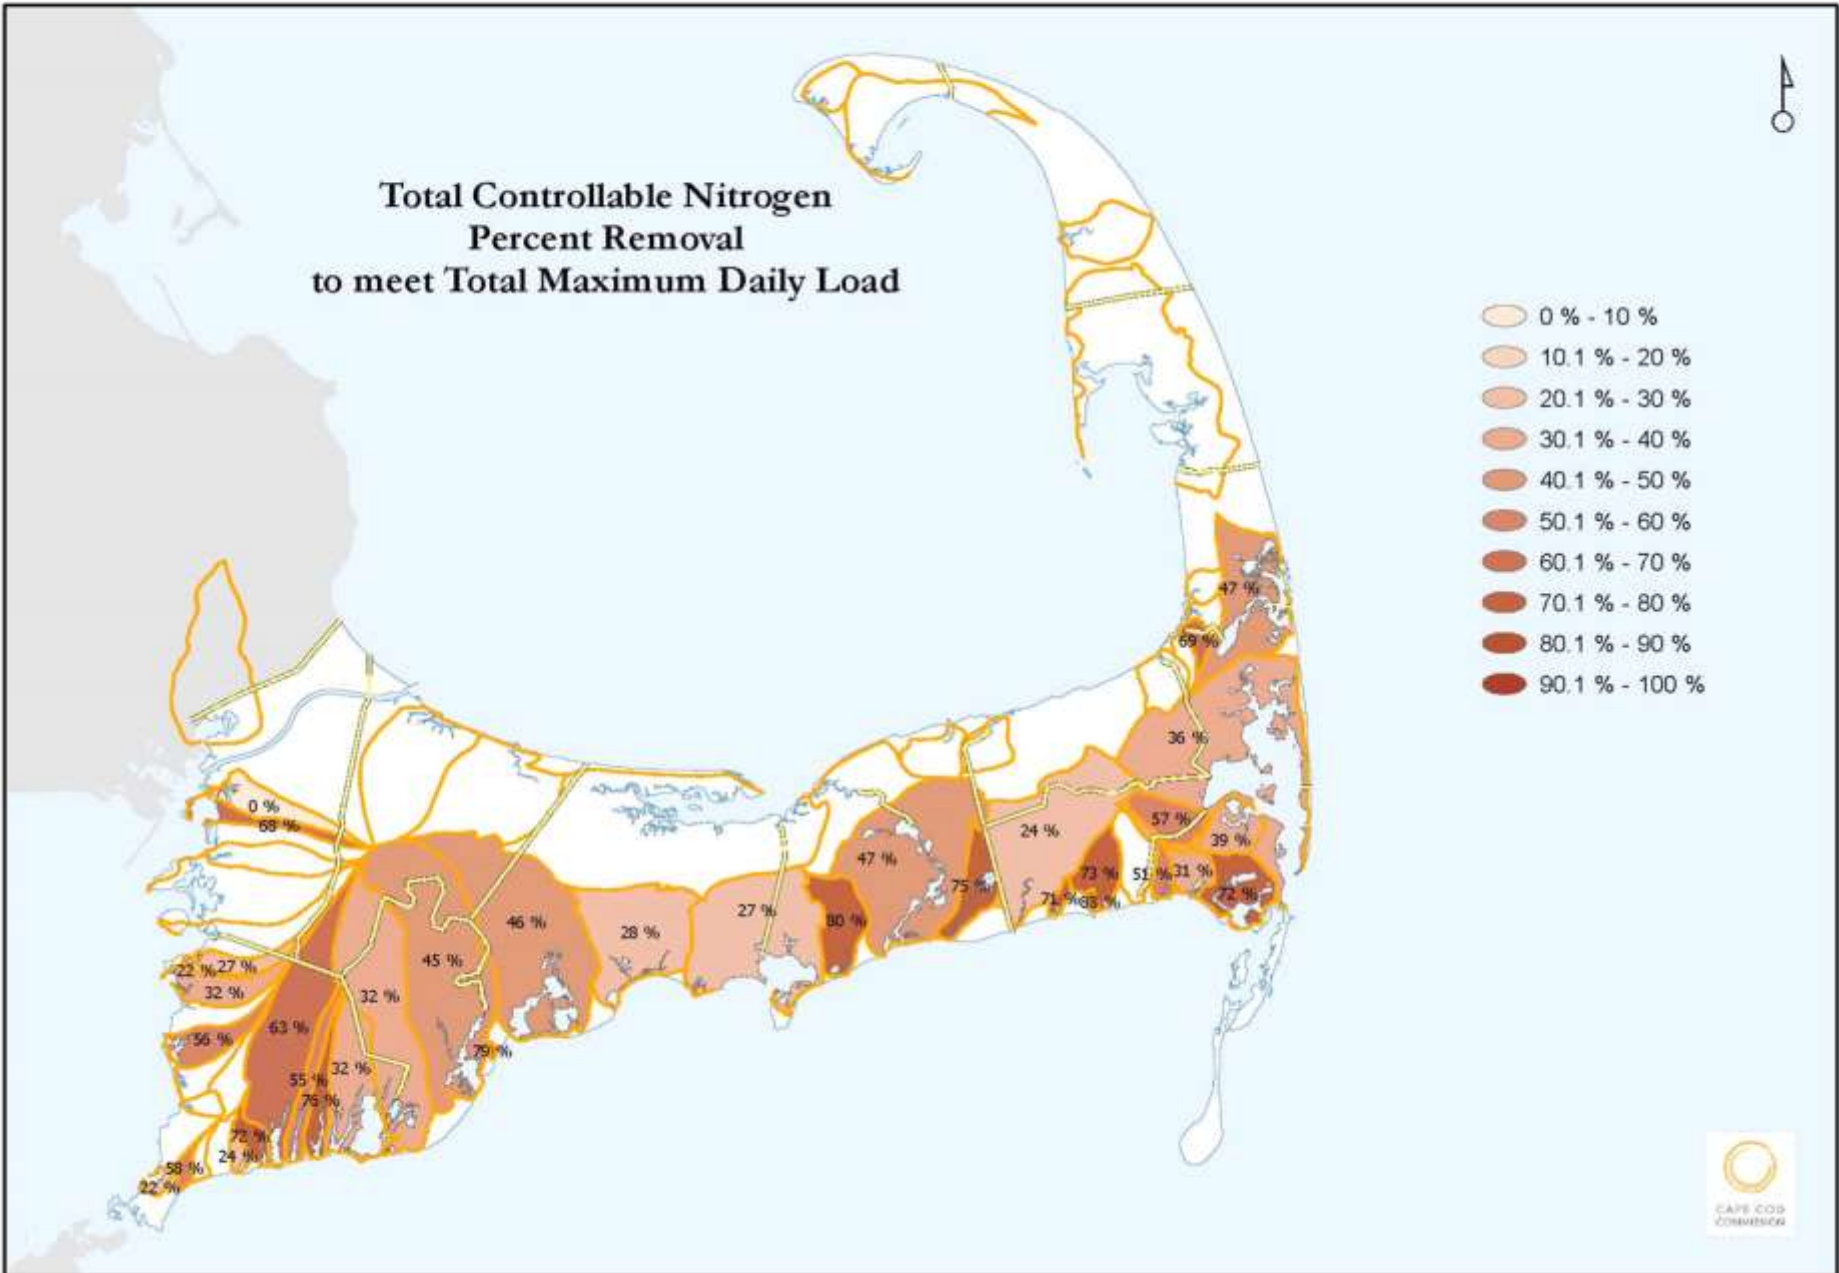 Total Controllable Nitrogen
Percent Removal
to meet Total Maximum Daily Load
0 % - 10 %
10.1 % - 20 %
20.1 % - 30 %
30.1 % - 40 %
40.1 % - 50 %
50.1 % - 60 %
60.1 % - 70 %
70.1 % - 80 %
80.1 % - 90 %
90.1 % - 100 %
47 %
69 %
36 %
0 %
68 %
57 %
24 %
39 %
47 %
73 %
51 %
31 %
75 %
72 %
71 %
27 %
80 %
46 %
28 %
45 %
22 %
27 %
32 %
32 %
63 %
56 %
79 %
32 %
55 %
76 %
72 %
24 %
58 %
22 %
CAPE COD
COMMISSION